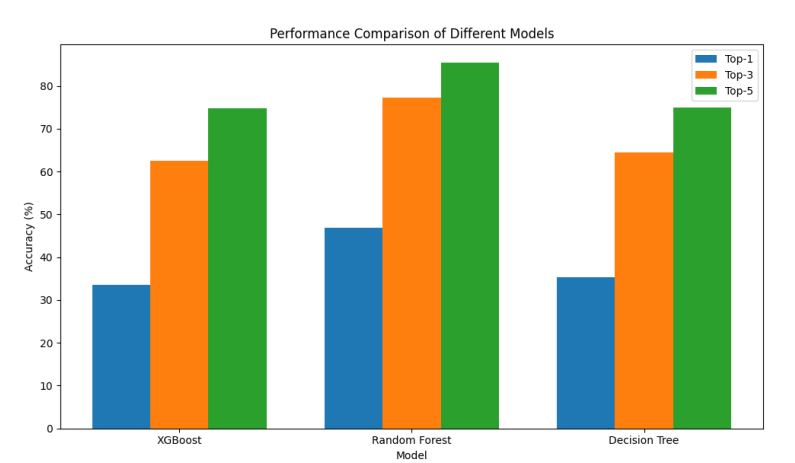 Performance Comparison of Different Models
Top-1
Top-3
Top-5
Accuracy (%)
80
70
60
50
40
30
20
10
0
XGBoost
Random Forest
Decision Tree
Model